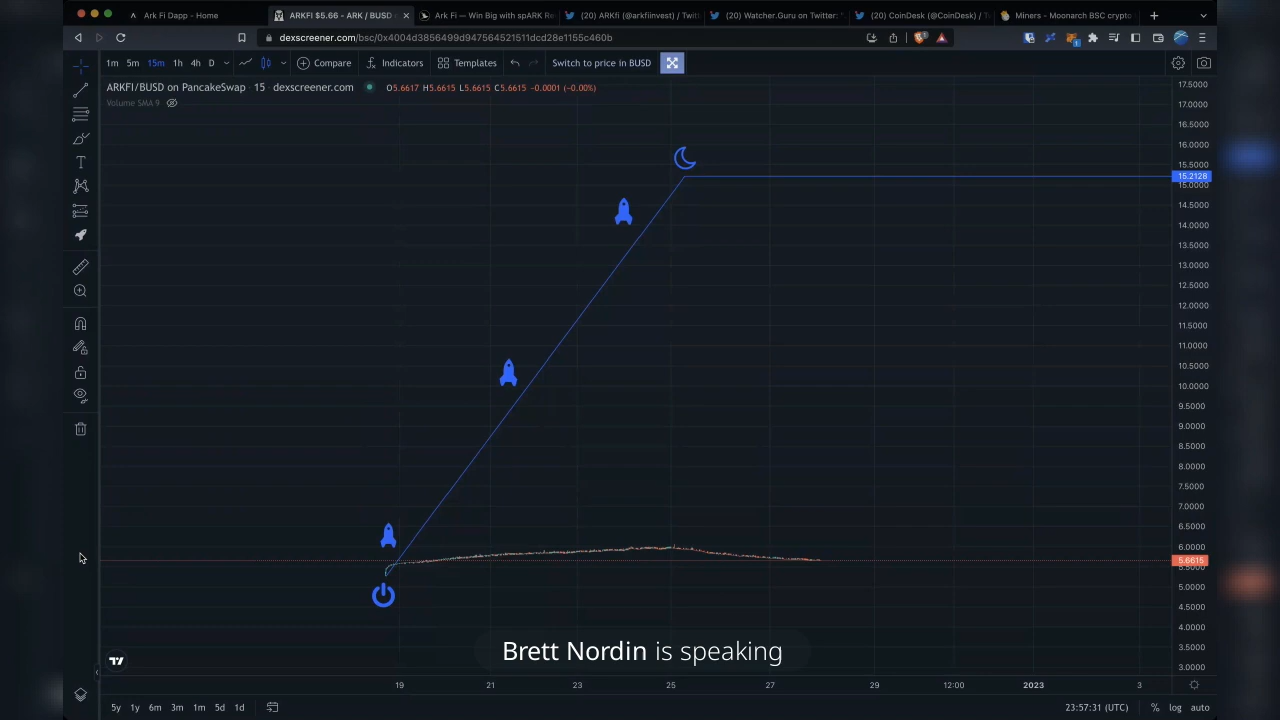 Ark Fi Dapp - Home
ARKFI $5.66 - ARK / BUSD
Ark Fi — Win Big with spARK Re
(20) ARKfi (@arkfiinvest) / Twitt
(20) Watcher.Guru on Twitter: "
(20) CoinDesk (@CoinDesk) / T
Miners - Moonarch BSC crypto
dexscreener.com/bsc/0x4004d3856499d947564521511dcd28e1155c460b
1m 5m 15m 1h 4h D Compare Indicators Templates Switch to price in BUSD
ARKFI/BUSD on PancakeSwap · 15 · dexscreener.com O5.6617 H5.6615 L5.6615 C5.6615 -0.0001 (-0.00%)
Volume SMA 9
17.5000
17.0000
16.5000
16.0000
15.5000
15.2128
15.0000
14.5000
14.0000
13.5000
13.0000
12.5000
12.0000
11.5000
11.0000
10.5000
10.0000
9.5000
9.0000
8.5000
8.0000
7.5000
7.0000
6.5000
6.0000
5.6615
5.5000
5.0000
4.5000
4.0000
3.5000
3.0000
Brett Nordin is speaking
19 21 23 25 27 29 12:00 2023 3
5y 1y 6m 3m 1m 5d 1d 23:57:31 (UTC) % log auto